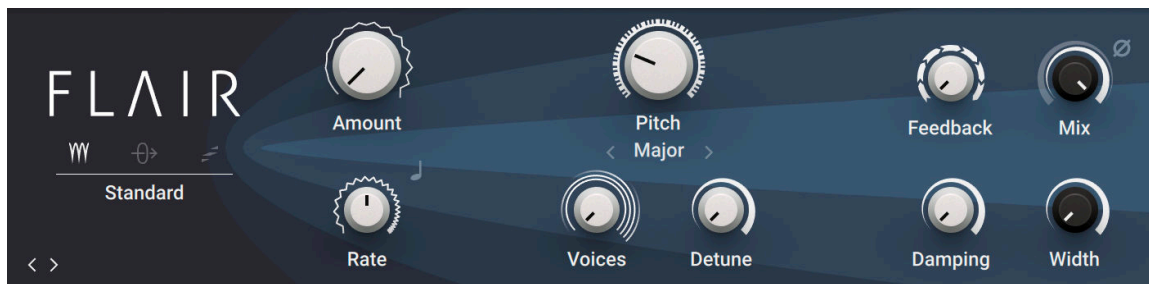 FLAIR
Standard
Amount
Rate
Pitch
Major
Voices
Detune
Feedback
Mix
Damping
Width